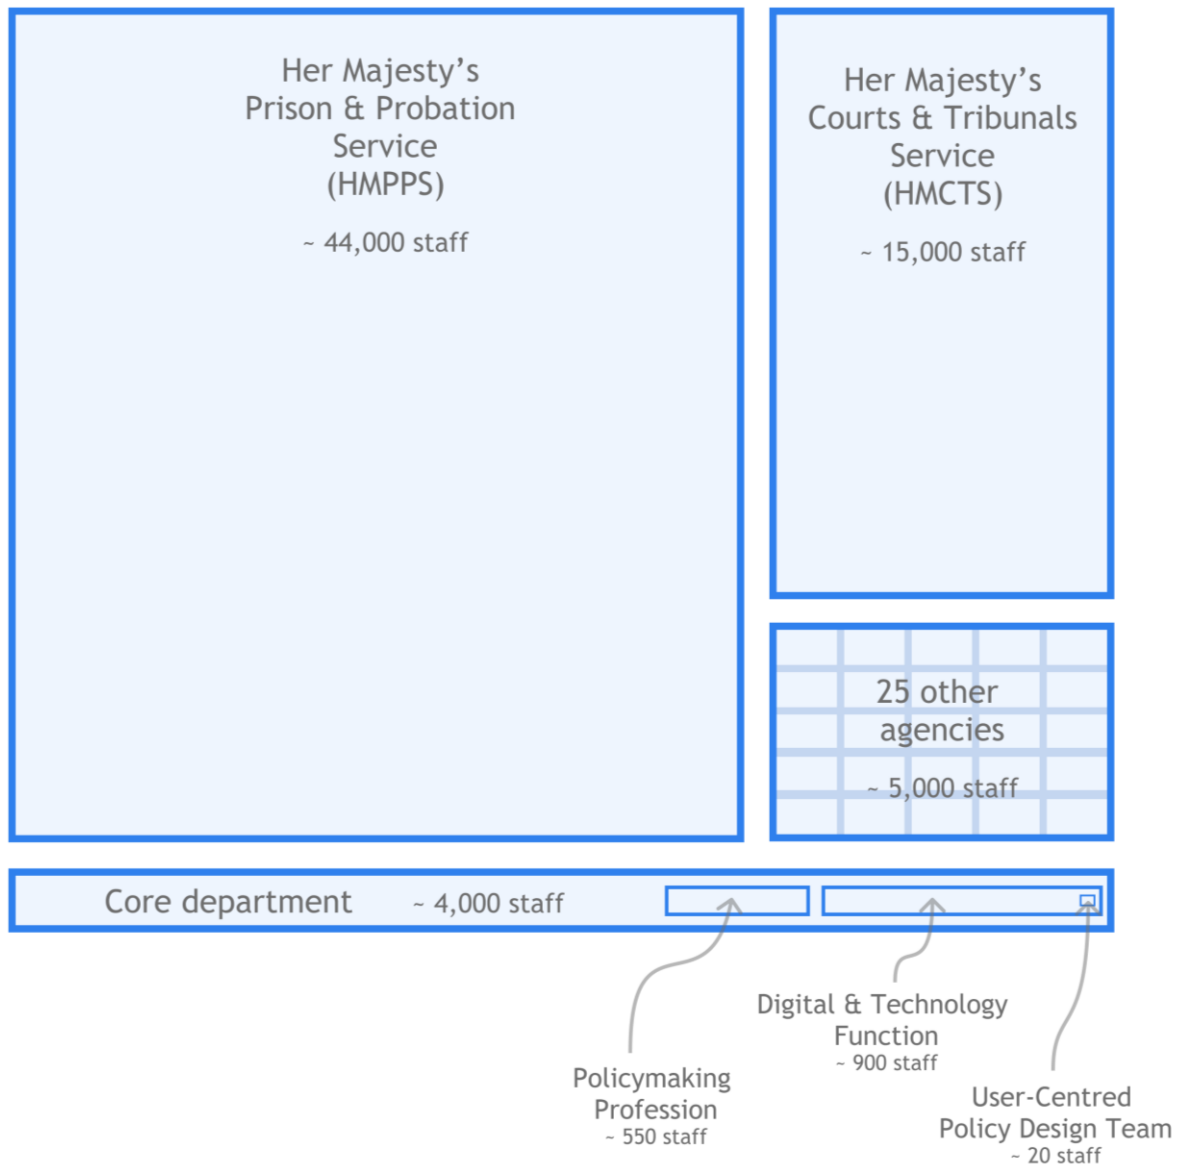 Her Majesty’s
Prison & Probation
Service
(HMPPS)
~ 44,000 staff
Her Majesty’s
Courts & Tribunals
Service
(HMCTS)
~ 15,000 staff
25 other
agencies
~ 5,000 staff
Core department ~ 4,000 staff
Digital & Technology
Function
~ 900 staff
Policymaking
Profession
~ 550 staff
User-Centred
Policy Design Team
~ 20 staff